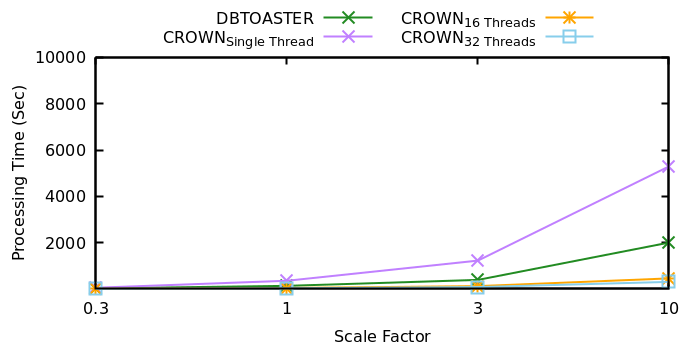 DBTOASTER
CROWN16 Threads
CROWNSingle Thread
CROWN32 Threads
10000
8000
6000
4000
2000
Processing Time (Sec)
0.3
1
3
10
Scale Factor